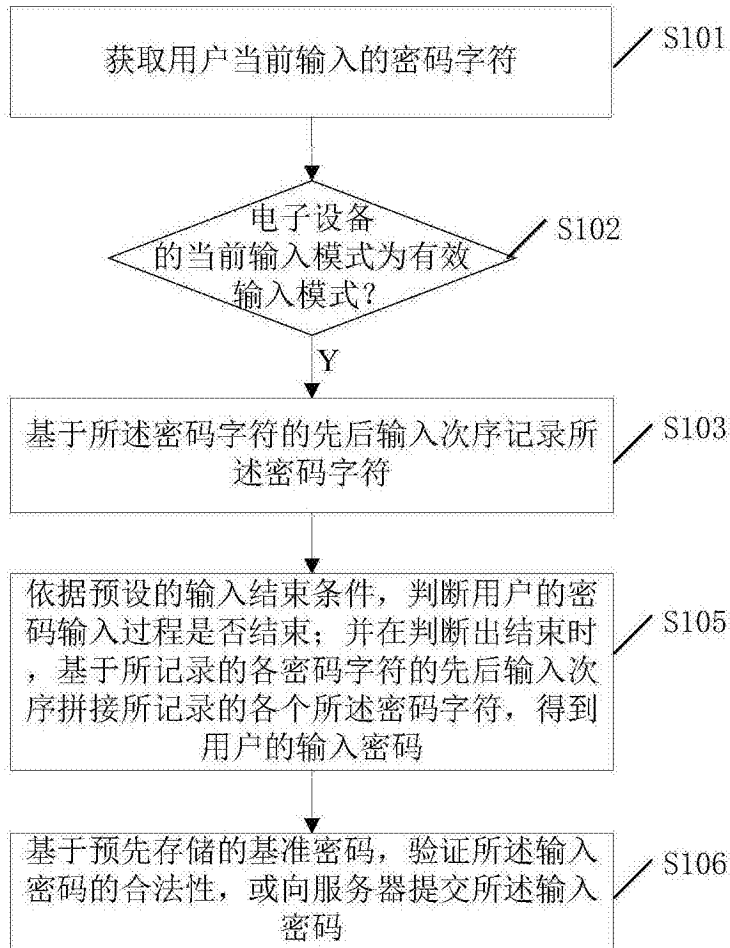 获取用户当前输入的密码字符
S101
电子设备
的当前输入模式为有效
输入模式？
S102
Y
基于所述密码字符的先后输入次序记录所
述密码字符
S103
依据预设的输入结束条件，判断用户的密
码输入过程是否结束；并在判断出结束时
，基于所记录的各密码字符的先后输入次
序拼接所记录的各个所述密码字符，得到
用户的输入密码
S105
基于预先存储的基准密码，验证所述输入
密码的合法性，或向服务器提交所述输入
密码
S106